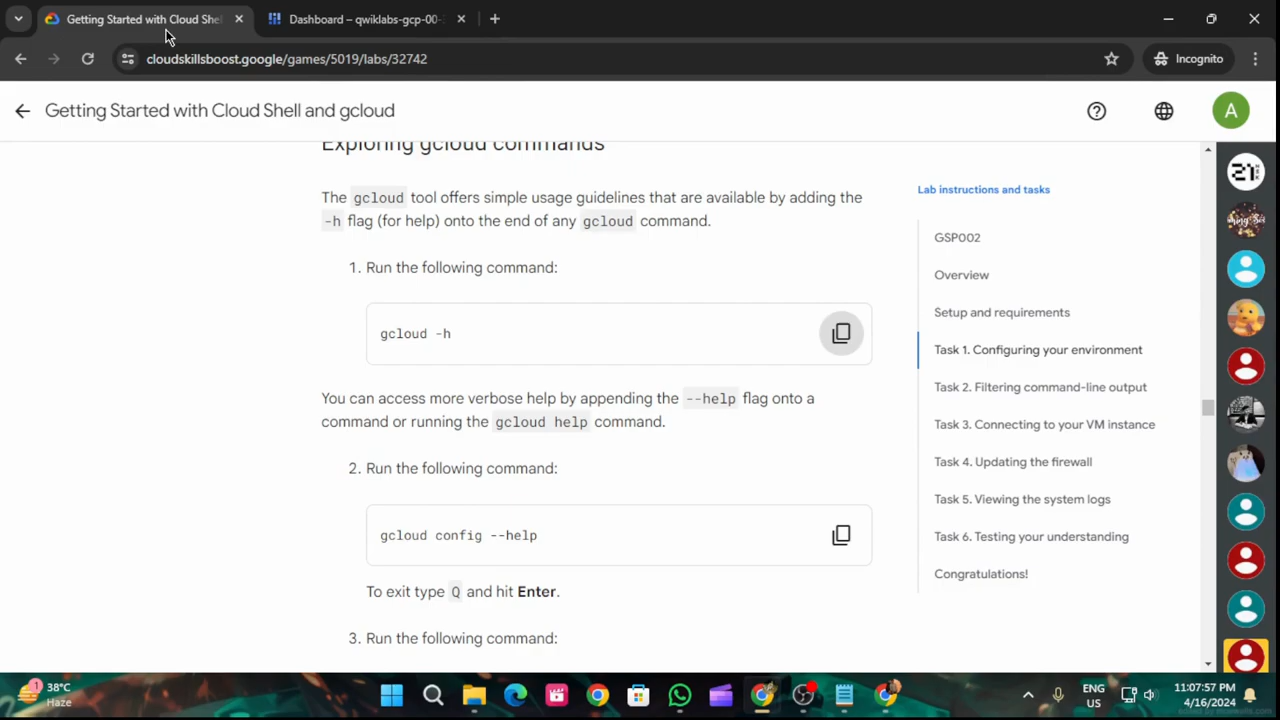 Getting Started with Cloud She
Dashboard – qwiklabs-gcp-00-
cloudskillsboost.google/games/5019/labs/32742
Incognito
Getting Started with Cloud Shell and gcloud
A
Exploring gcloud commands
The gcloud tool offers simple usage guidelines that are available by adding the
-h flag (for help) onto the end of any gcloud command.
1. Run the following command:
gcloud -h
You can access more verbose help by appending the --help flag onto a
command or running the gcloud help command.
2. Run the following command:
gcloud config --help
To exit type Q and hit Enter.
3. Run the following command:
Lab instructions and tasks
GSP002
Overview
Setup and requirements
Task 1. Configuring your environment
Task 2. Filtering command-line output
Task 3. Connecting to your VM instance
Task 4. Updating the firewall
Task 5. Viewing the system logs
Task 6. Testing your understanding
Congratulations!
21
1
38°C
Haze
ENG
US
11:07:57 PM
4/16/2024